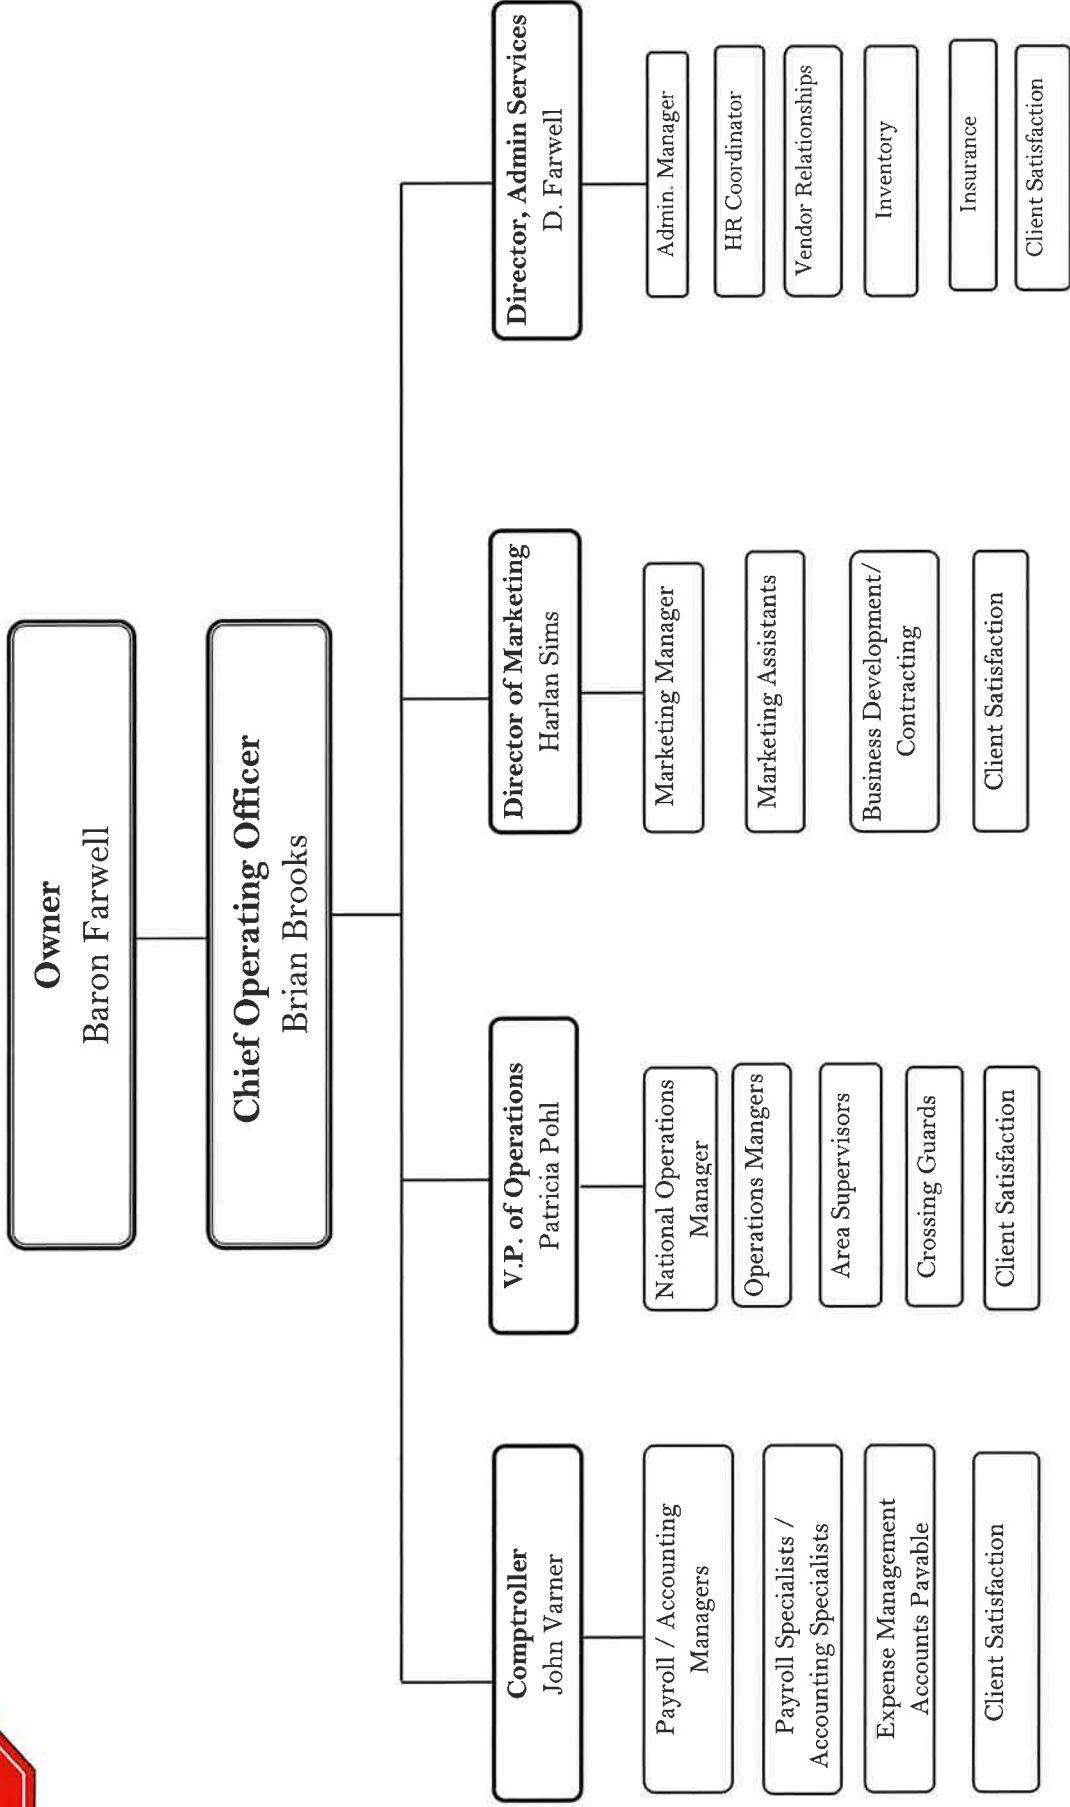 Owner
Baron Farwell
Chief Operating Officer
Brian Brooks
Comptroller
John Varner
Payroll / Accounting
Managers
Payroll Specialists /
Accounting Specialists
Expense Management
Accounts Payable
Client Satisfaction
V.P. of Operations
Patricia Pohl
National Operations
Manager
Operations Mangers
Area Supervisors
Crossing Guards
Client Satisfaction
Director of Marketing
Harlan Sims
Marketing Manager
Marketing Assistants
Business Development/
Contracting
Client Satisfaction
Director, Admin Services
D. Farwell
Admin. Manager
HR Coordinator
Vendor Relationships
Inventory
Insurance
Client Satisfaction